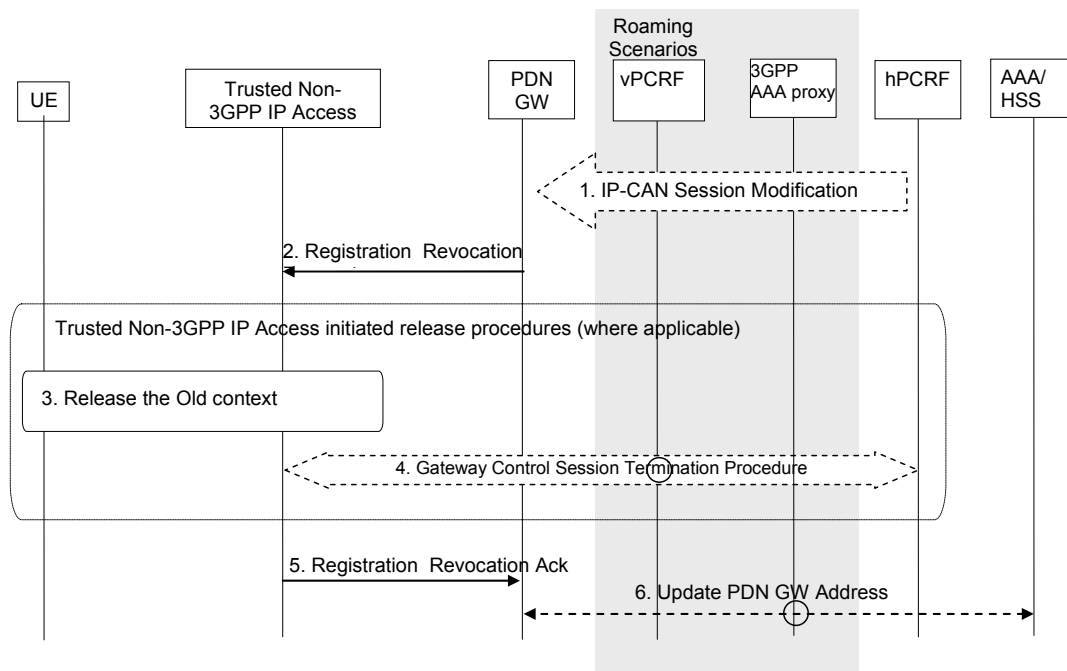 Roaming
Scenarios
UE
Trusted Non-
3GPP IP Access
PDN
GW
vPCRF
3GPP
AAA proxy
hPCRF
AAA/
HSS
1. IP-CAN Session Modification
2. Registration Revocation
Trusted Non-3GPP IP Access initiated release procedures (where applicable)
3. Release the Old context
4. Gateway Control Session Termination Procedure
5. Registration Revocation Ack
6. Update PDN GW Address